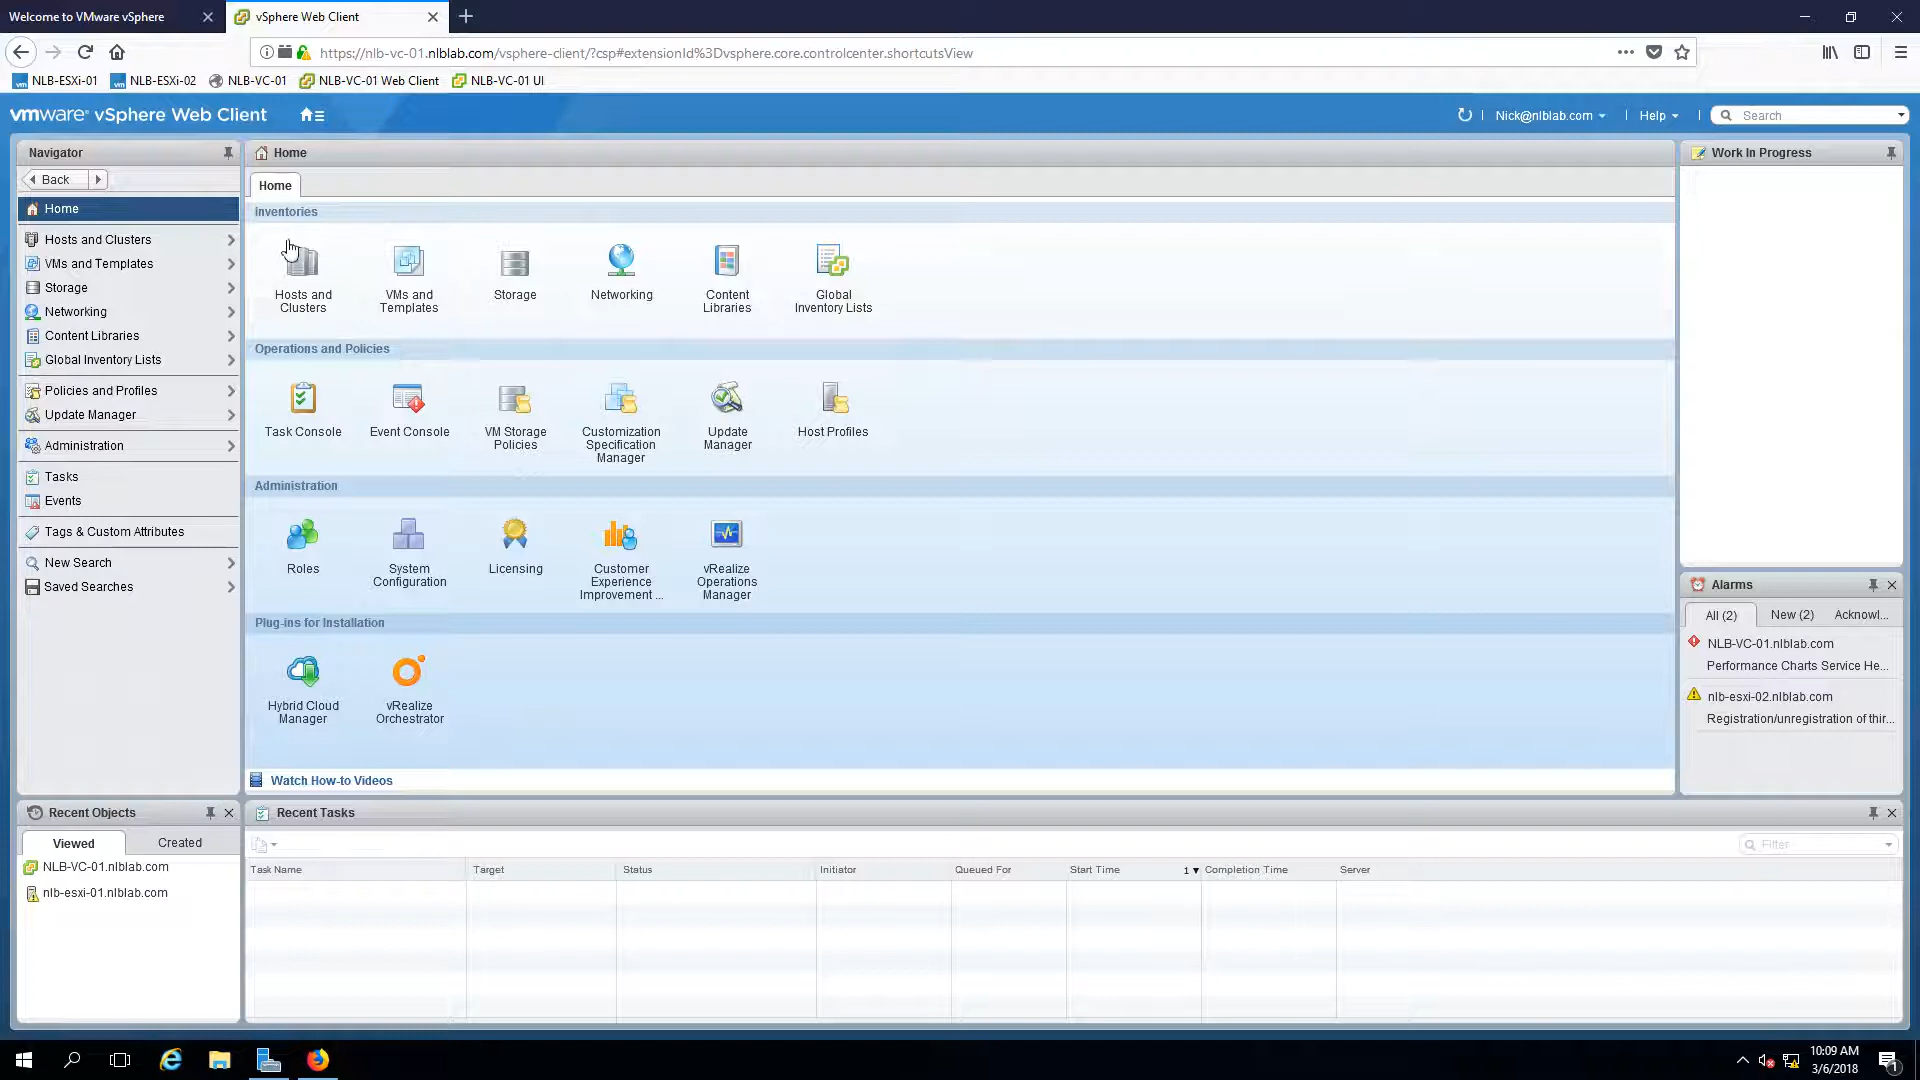 Welcome to VMware vSphere
vSphere Web Client
https://nlb-vc-01.nlblab.com/vsphere-client/?csp#extensionId%3Dvsphere.core.controlcenter.shortcutsView
NLB-ESXi-01
NLB-ESXi-02
NLB-VC-01
NLB-VC-01 Web Client
NLB-VC-01 UI
vmware® vSphere Web Client
Nick@nlblab.com
Help
Search
Navigator
Back
Home
Hosts and Clusters
VMs and Templates
Storage
Networking
Content Libraries
Global Inventory Lists
Policies and Profiles
Update Manager
Administration
Tasks
Events
Tags & Custom Attributes
New Search
Saved Searches
Home
Home
Inventories
Hosts and
Clusters
VMs and
Templates
Storage
Networking
Content
Libraries
Global
Inventory Lists
Operations and Policies
Task Console
Event Console
VM Storage
Policies
Customization
Specification
Manager
Update
Manager
Host Profiles
Administration
Roles
System
Configuration
Licensing
Customer
Experience
Improvement ...
vRealize
Operations
Manager
Plug-ins for Installation
Hybrid Cloud
Manager
vRealize
Orchestrator
Watch How-to Videos
Work In Progress
Alarms
All (2)
New (2)
Acknowl...
NLB-VC-01.nlblab.com
Performance Charts Service He...
nlb-esxi-02.nlblab.com
Registration/unregistration of thir...
Recent Objects
Viewed
Created
NLB-VC-01.nlblab.com
nlb-esxi-01.nlblab.com
Recent Tasks
Filter
Task Name
Target
Status
Initiator
Queued For
Start Time
1
Completion Time
Server
10:09 AM
3/6/2018
1